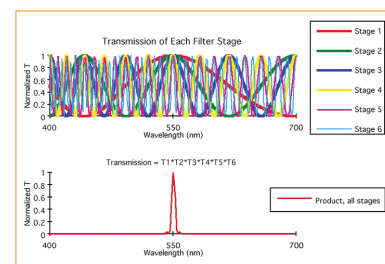 Transmission of Each Filter Stage
Normalized T
1
0.8
0.6
0.4
0.2
0
400
550
700
Wavelength (nm)
Stage 1
Stage 2
Stage 3
Stage 4
Stage 5
Stage 6
Transmission = T1*T2*T3*T4*T5*T6
Normalized T
1
0.8
0.6
0.4
0.2
0
400
550
700
Wavelength (nm)
Product, all stages